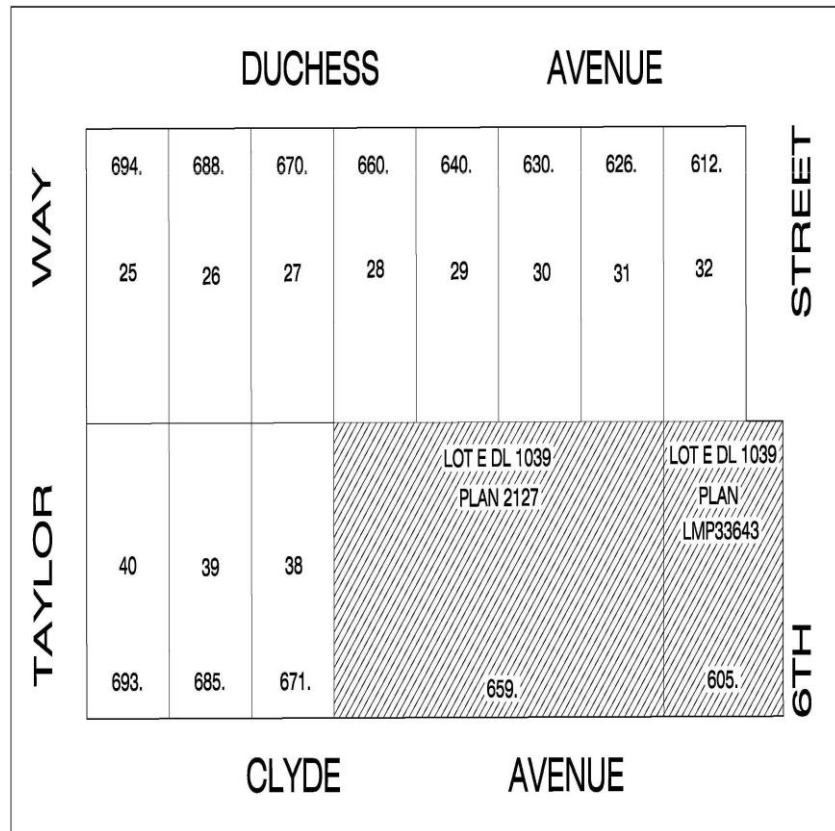 DUCHESS AVENUE
WAY
STREET
694. 688. 670. 660. 640. 630. 626. 612.
25 26 27 28 29 30 31 32
TAYLOR
6TH
LOT E DL 1039
PLAN 2127
LOT E DL 1039
PLAN
LMP33643
40 39 38
693. 685. 671. 659. 605.
CLYDE AVENUE